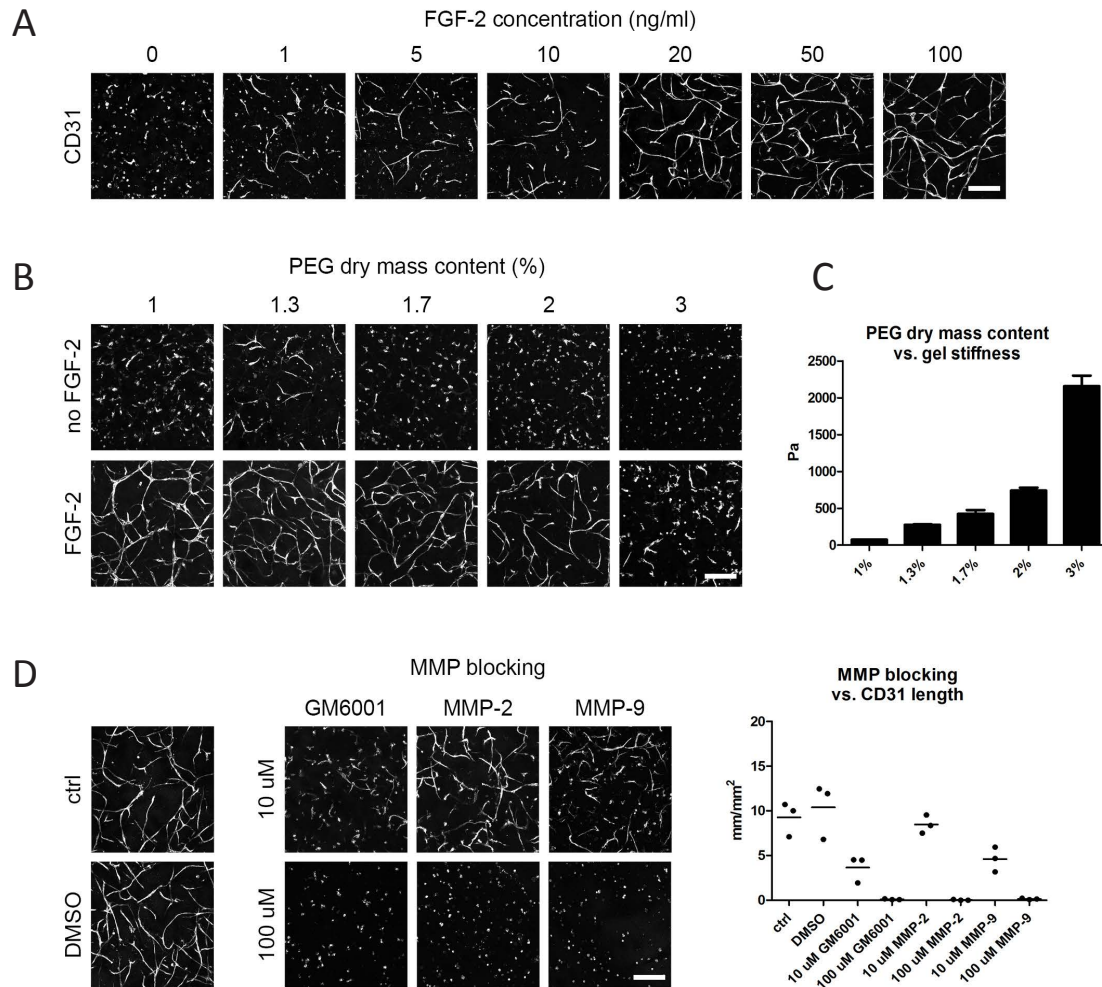 A
FGF-2 concentration (ng/ml)
0 1 5 10 20 50 100
CD31
B
PEG dry mass content (%)
1 1.3 1.7 2 3
no FGF-2
FGF-2
C
PEG dry mass content
vs. gel stiffness
Pa
2500
2000
1500
1000
500
0
1% 1.3% 1.7% 2% 3%
D
MMP blocking
GM6001 MMP-2 MMP-9
ctrl
DMSO
10 uM
100 uM
MMP blocking
vs. CD31 length
mm/mm²
20
15
10
5
0
ctrl
DMSO
10 uM GM6001
100 uM GM6001
10 uM MMP-2
100 uM MMP-2
10 uM MMP-9
100 uM MMP-9